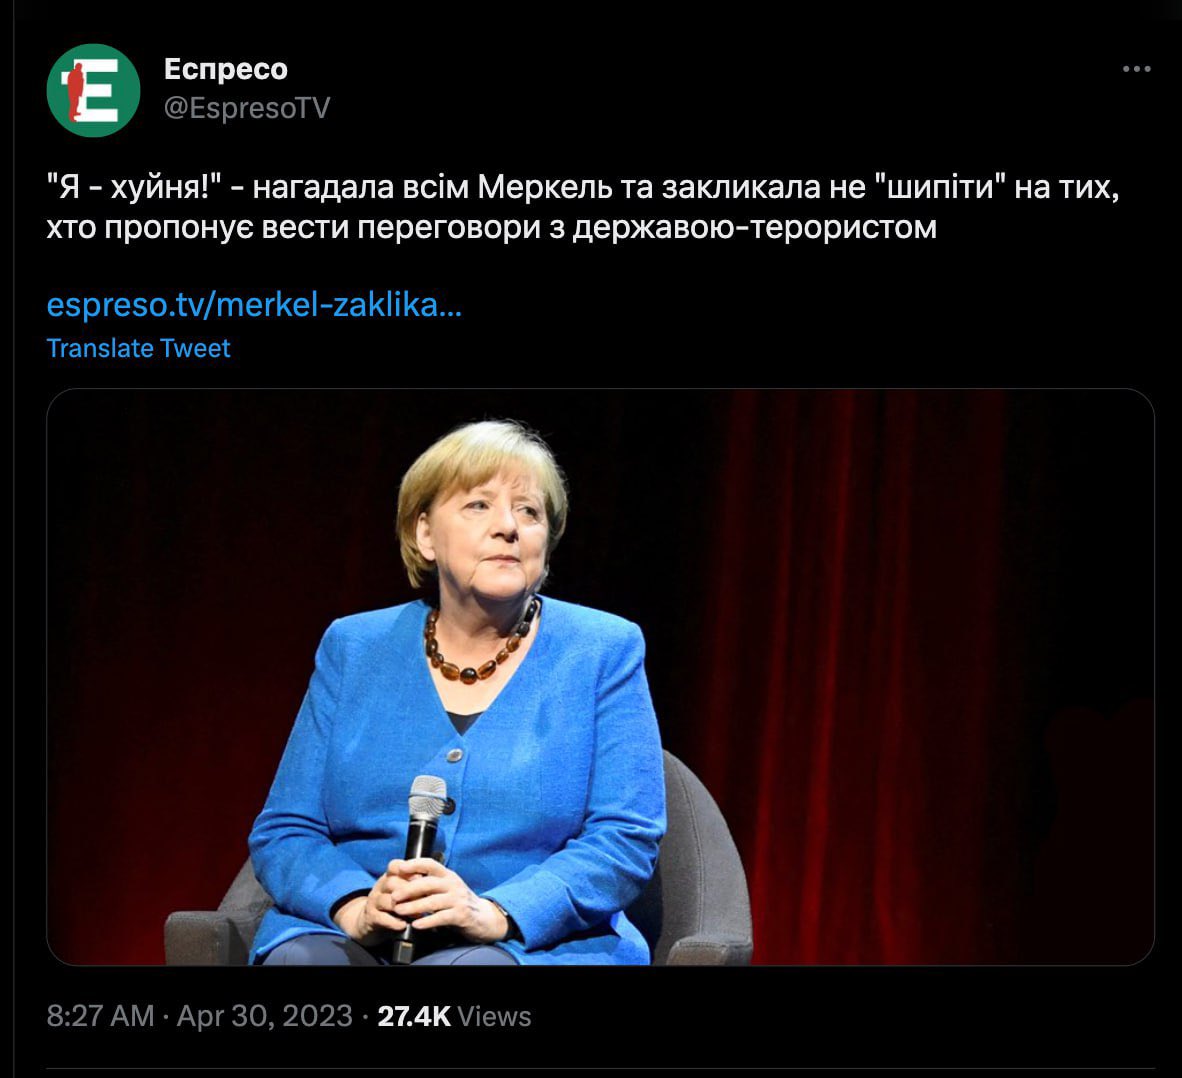 Еспресо
@EspresoTV
"Я - хуйня!" - нагадала всім Меркель та закликала не "шипіти" на тих,
хто пропонує вести переговори з державою-терористом
espreso.tv/merkel-zaklika...
Translate Tweet
8:27 AM · Apr 30, 2023 · 27.4K Views